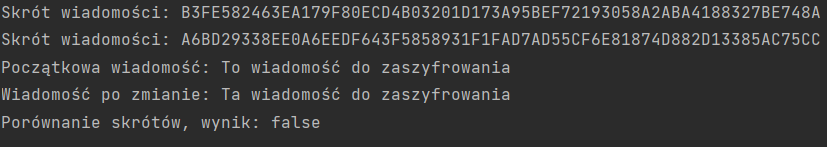 Skrót wiadomości: B3FE582463EA179F80ECD4B03201D173A95BEF72193058A2ABA4188327BE748A
Skrót wiadomości: A6BD29338EE0A6EEDF643F5858931F1FAD7AD55CF6E81874D882D13385AC75CC
Początkowa wiadomość: To wiadomość do zaszyfrowania
Wiadomość po zmianie: Ta wiadomość do zaszyfrowania
Porównanie skrótów, wynik: false